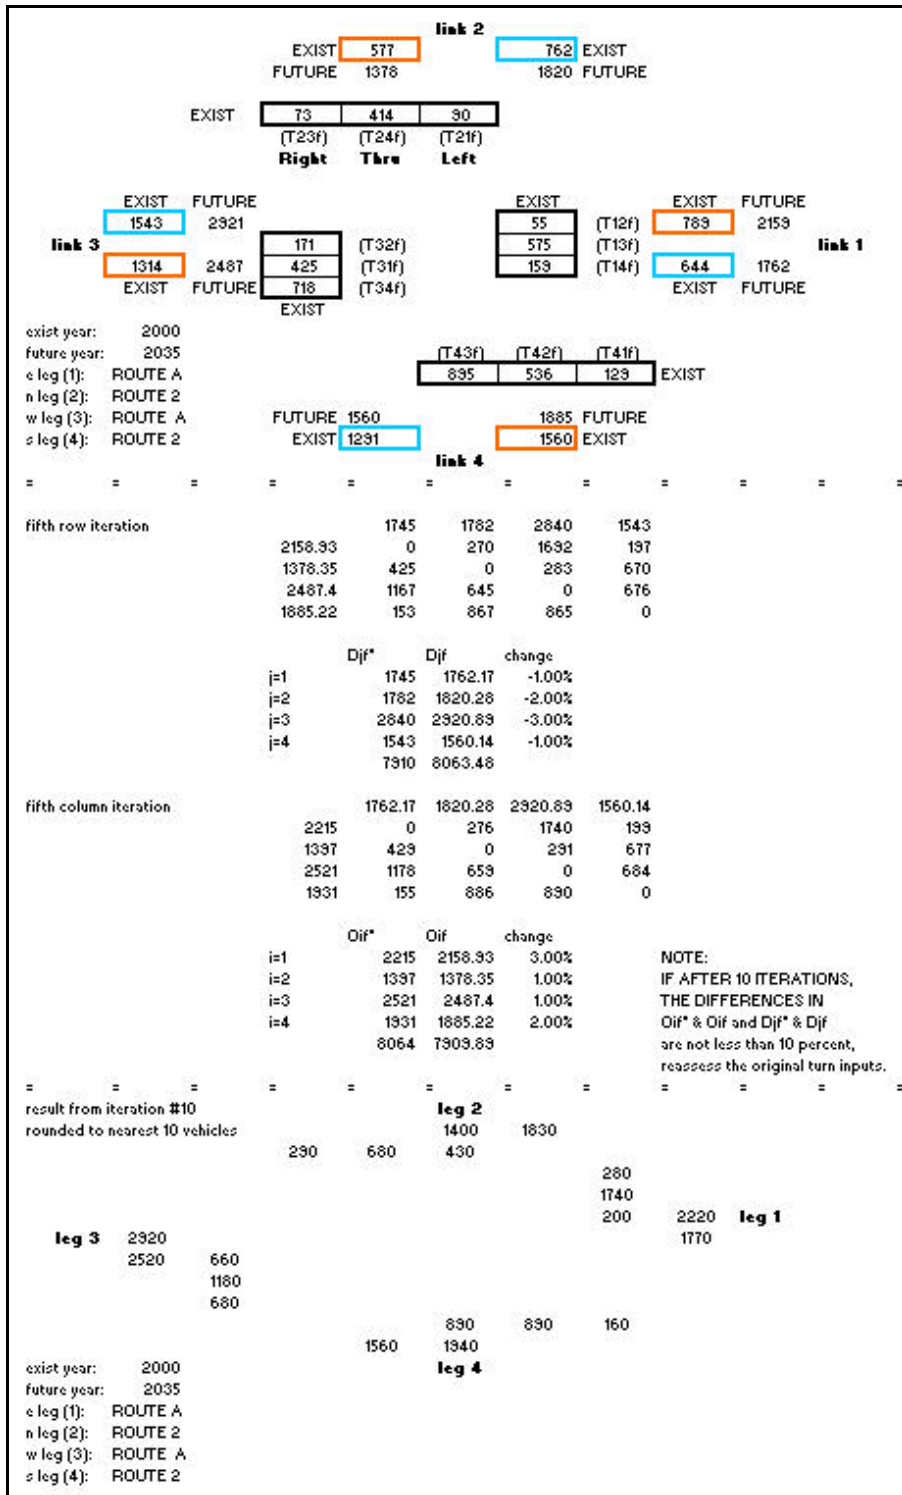 link 2
EXIST 577 762 EXIST
FUTURE 1378 1820 FUTURE
EXIST 73 414 90
(T23f) (T24f) (T21f)
Right Thru Left
EXIST FUTURE EXIST EXIST FUTURE
1543 2921 55 (T12f) 789 2159
link 3 171 (T32f) 575 (T13f) link 1
1314 2487 425 (T31f) 159 (T14f) 644 1762
EXIST FUTURE 718 (T34f) EXIST FUTURE
EXIST
exist year: 2000
future year: 2035 (T43f) (T42f) (T41f)
e leg (1): ROUTE A 895 536 129 EXIST
n leg (2): ROUTE 2
w leg (3): ROUTE A FUTURE 1560 1885 FUTURE
s leg (4): ROUTE 2 EXIST 1291 1560 EXIST
link 4
= = = = = = = = = = = =
fifth row iteration 1745 1782 2840 1543
2158.93 0 270 1692 197
1378.35 425 0 283 670
2487.4 1167 645 0 676
1885.22 153 867 865 0
Djf* Djf change
j=1 1745 1762.17 -1.00%
j=2 1782 1820.28 -2.00%
j=3 2840 2920.89 -3.00%
j=4 1543 1560.14 -1.00%
7910 8063.48
fifth column iteration 1762.17 1820.28 2920.89 1560.14
2215 0 276 1740 199
1397 429 0 291 677
2521 1178 659 0 684
1931 155 886 890 0
Oif* Oif change
i=1 2215 2158.93 3.00% NOTE:
i=2 1397 1378.35 1.00% IF AFTER 10 ITERATIONS,
i=3 2521 2487.4 1.00% THE DIFFERENCES IN
i=4 1931 1885.22 2.00% Oif* & Oif and Djf* & Djf
8064 7909.89 are not less than 10 percent,
reassess the original turn inputs.
= = = = = = = = = = = =
result from iteration #10 leg 2
rounded to nearest 10 vehicles 1400 1830
290 680 430
280
1740
200 2220 leg 1
leg 3 2920 1770
2520 660
1180
680
890 890 160
1560 1940
exist year: 2000 leg 4
future year: 2035
e leg (1): ROUTE A
n leg (2): ROUTE 2
w leg (3): ROUTE A
s leg (4): ROUTE 2